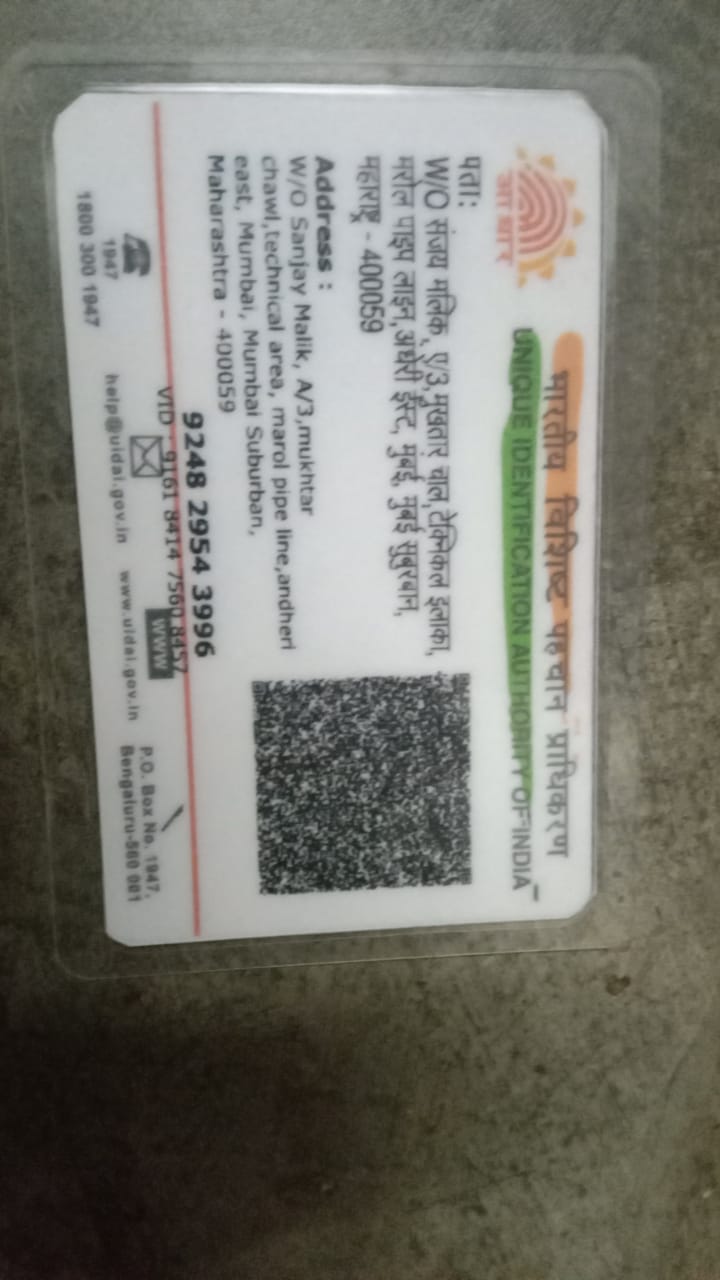 भारतीय विशिष्ट पहचान प्राधिकरण
UNIQUE IDENTIFICATION AUTHORITY OF INDIA
आधार
पता:
W/O संजय मलिक, ए/3,मुखतार चाल,टेक्निकल इलाका,
मरोल पाइप लाइन,अंधेरी ईस्ट, मुंबई, मुंबई सुबुरबान,
महाराष्ट्र - 400059
Address :
W/O Sanjay Malik, A/3,mukhtar
chawl,technical area, marol pipe line,andheri
east, Mumbai, Mumbai Suburban,
Maharashtra - 400059
9248 2954 3996
VID : 9161 8414 7560 8457
1947
1800 300 1947
help@uidai.gov.in
WWW
www.uidai.gov.in
P.O. Box No. 1947,
Bengaluru-560 001